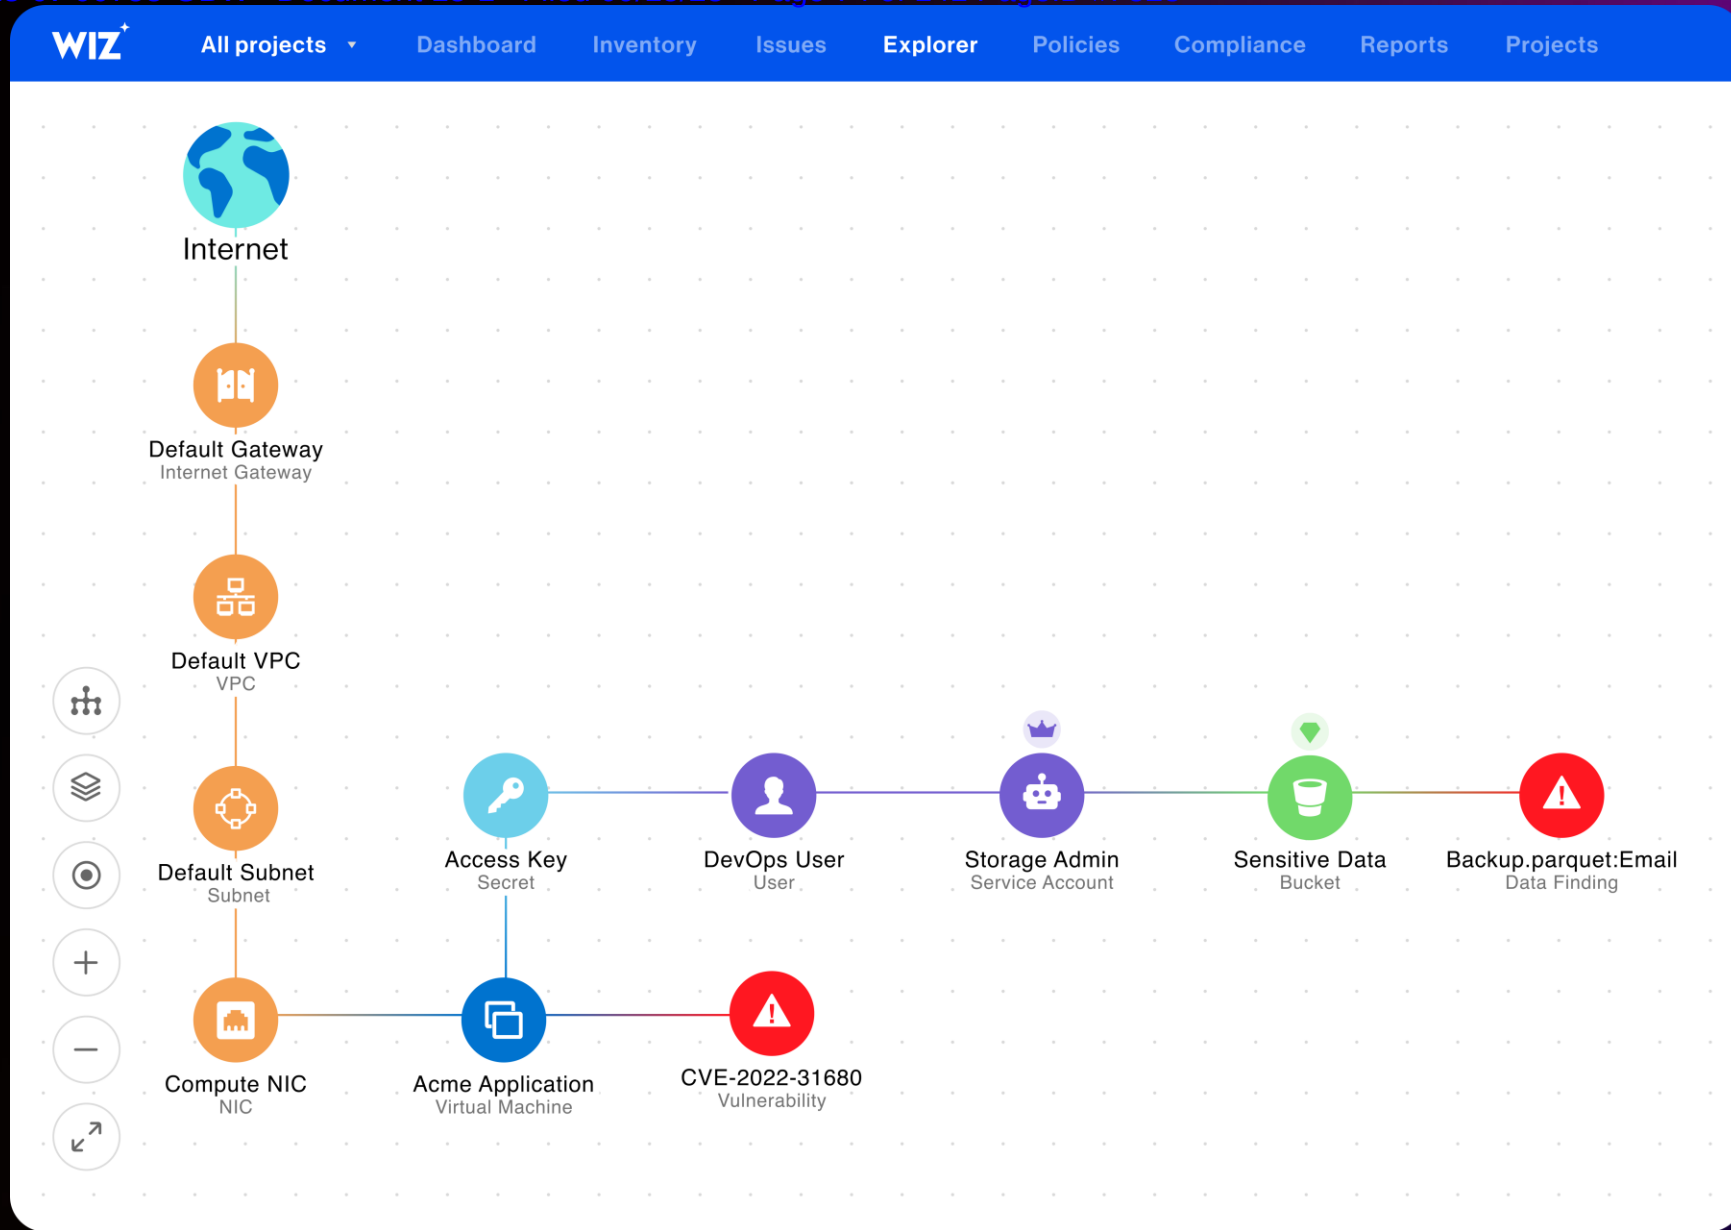 WIZ
All projects
Dashboard
Inventory
Issues
Explorer
Policies
Compliance
Reports
Projects
Internet
Default Gateway
Internet Gateway
Default VPC
VPC
Default Subnet
Subnet
Access Key
Secret
DevOps User
User
Storage Admin
Service Account
Sensitive Data
Bucket
Backup.parquet:Email
Data Finding
Compute NIC
NIC
Acme Application
Virtual Machine
CVE-2022-31680
Vulnerability